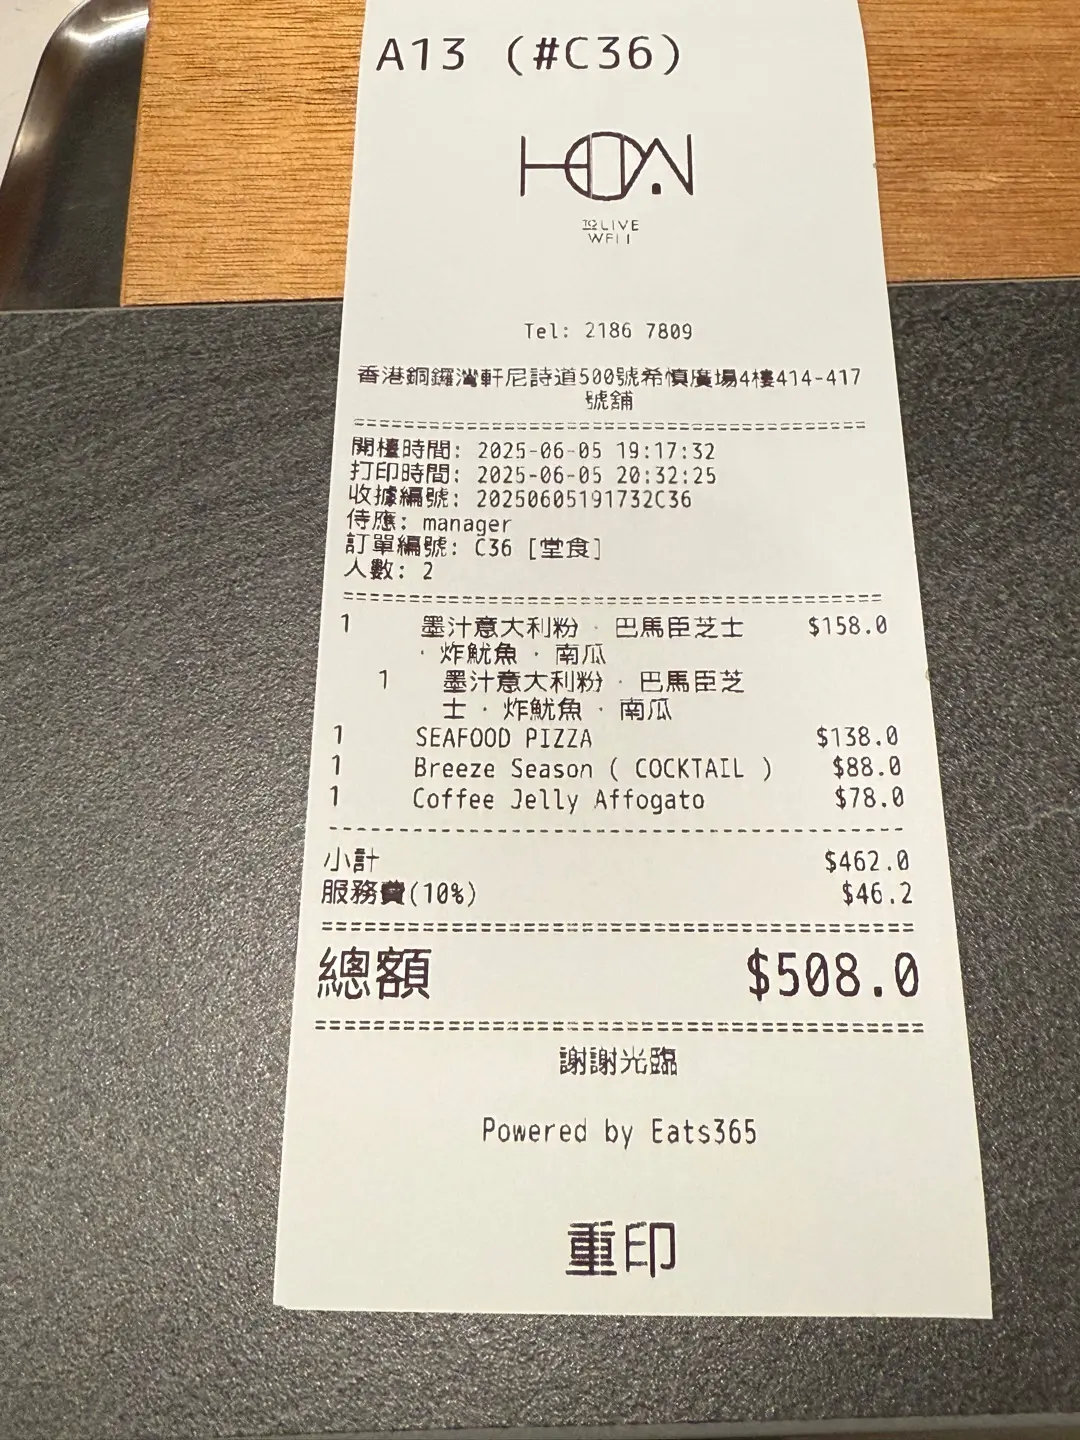 A13 (#C36)
TO LIVE
WELL
Tel: 2186 7809
香港銅鑼灣軒尼詩道500號希慎廣場4樓414-417
號舖
開檯時間: 2025-06-05 19:17:32
打印時間: 2025-06-05 20:32:25
收據編號: 20250605191732C36
侍應: manager
訂單編號: C36 [堂食]
人數: 2
1 墨汁意大利粉 · 巴馬臣芝士 $158.0
· 炸魷魚 · 南瓜
1 墨汁意大利粉 · 巴馬臣芝
士 · 炸魷魚 · 南瓜
1 SEAFOOD PIZZA $138.0
1 Breeze Season ( COCKTAIL ) $88.0
1 Coffee Jelly Affogato $78.0
小計 $462.0
服務費(10%) $46.2
總額 $508.0
謝謝光臨
Powered by Eats365
重印